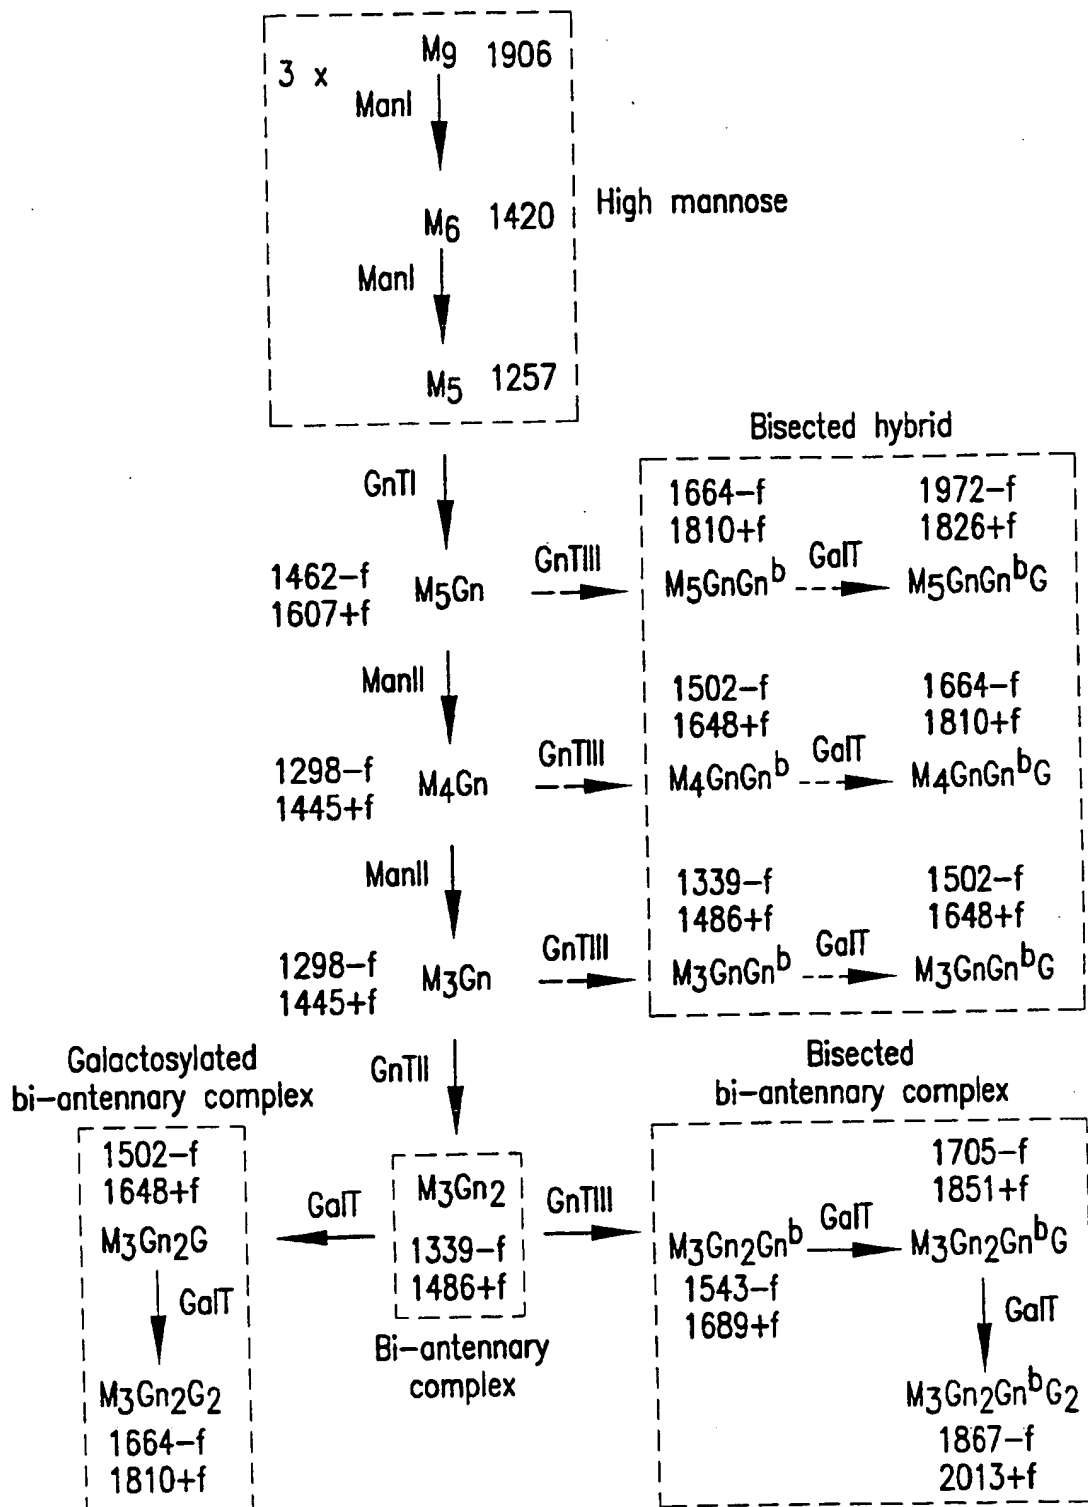 M9 1906
3 x
ManI
M6 1420
High mannose
ManI
M5 1257
Bisected hybrid
GnTI
1664-f
1810+f
1972-f
1826+f
1462-f
1607+f
M5Gn
GnTIII
M5GnGnb
GalT
M5GnGnbG
ManII
1502-f
1648+f
1664-f
1810+f
1298-f
1445+f
M4Gn
GnTIII
M4GnGnb
GalT
M4GnGnbG
ManII
1339-f
1486+f
1502-f
1648+f
1298-f
1445+f
M3Gn
GnTIII
M3GnGnb
GalT
M3GnGnbG
GnTII
Galactosylated
bi-antennary complex
Bisected
bi-antennary complex
1502-f
1648+f
M3Gn2G
GalT
M3Gn2G2
1664-f
1810+f
GalT
M3Gn2
1339-f
1486+f
Bi-antennary
complex
GnTIII
M3Gn2Gnb
1543-f
1689+f
GalT
1705-f
1851+f
M3Gn2GnbG
GalT
M3Gn2GnbG2
1867-f
2013+f